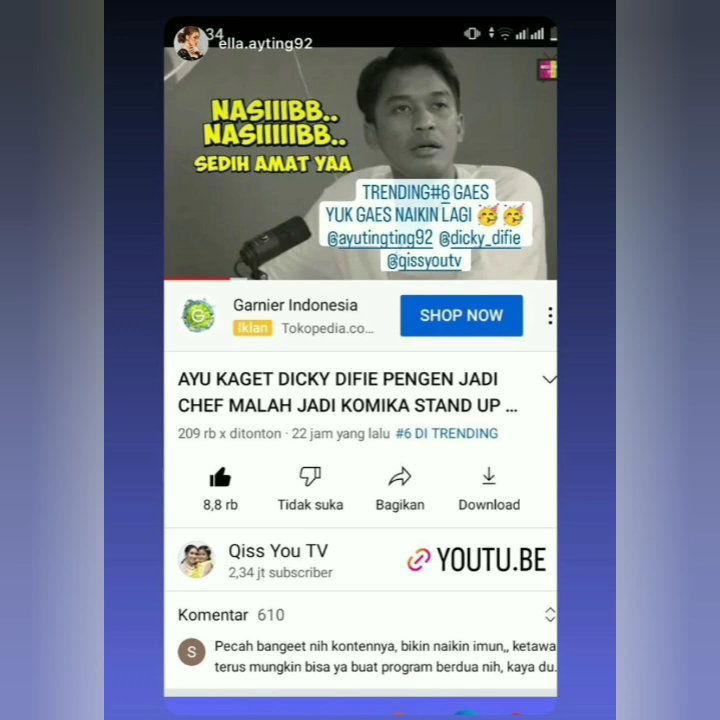 34
ella.ayting92
NASIIIBB..
NASIIIIIBB..
SEDIH AMAT YAA
TRENDING#6 GAES
YUK GAES NAIKIN LAGI 🥳🥳
@ayutingting92 @dicky_difie
@qissyoutv
Garnier Indonesia
Iklan Tokopedia.co...
SHOP NOW
AYU KAGET DICKY DIFIE PENGEN JADI
CHEF MALAH JADI KOMIKA STAND UP ...
209 rb x ditonton · 22 jam yang lalu #6 DI TRENDING
8,8 rb Tidak suka Bagikan Download
Qiss You TV
2,34 jt subscriber
YOUTU.BE
Komentar 610
S
Pecah bangeet nih kontennya, bikin naikin imun,, ketawa
terus mungkin bisa ya buat program berdua nih, kaya du.